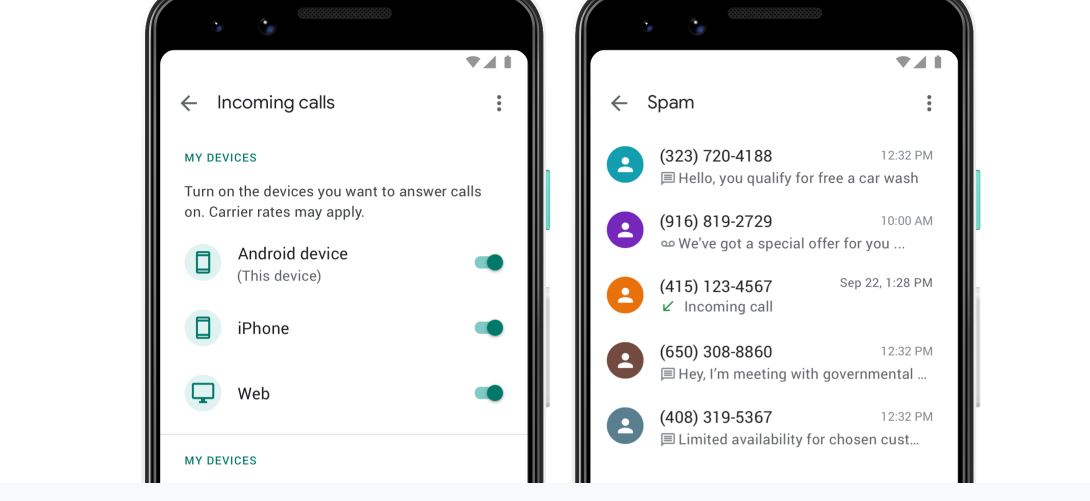 Incoming calls
MY DEVICES
Turn on the devices you want to answer calls
on. Carrier rates may apply.
Android device
(This device)
iPhone
Web
MY DEVICES
Spam
(323) 720-4188 12:32 PM
Hello, you qualify for free a car wash
(916) 819-2729 10:00 AM
We've got a special offer for you ...
(415) 123-4567 Sep 22, 1:28 PM
Incoming call
(650) 308-8860 12:32 PM
Hey, I'm meeting with governmental ...
(408) 319-5367 12:32 PM
Limited availability for chosen cust...